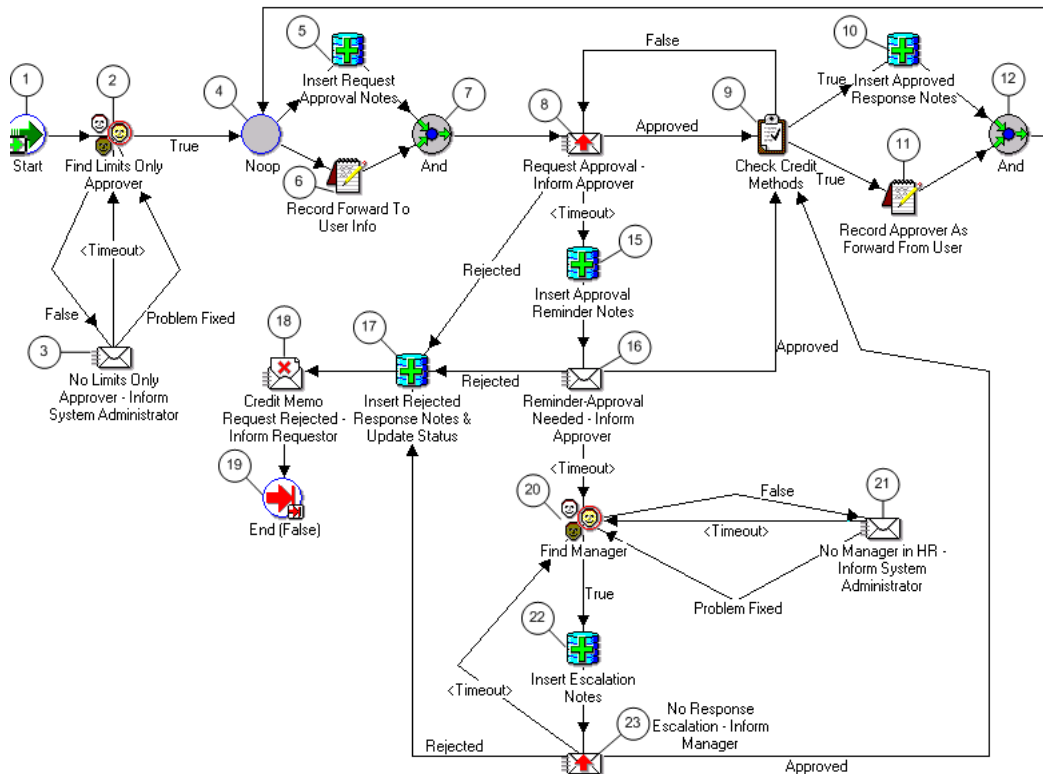 1
Start
2
Find Limits Only
Approver
True
<Timeout>
False
Problem Fixed
3
No Limits Only
Approver - Inform
System Administrator
4
Noop
5
Insert Request
Approval Notes
6
Record Forward To
User Info
7
And
8
Request Approval -
Inform Approver
False
Approved
<Timeout>
Rejected
9
Check Credit
Methods
True
True
10
Insert Approved
Response Notes
11
Record Approver As
Forward From User
12
And
15
Insert Approval
Reminder Notes
16
Reminder-Approval
Needed - Inform
Approver
Approved
Rejected
<Timeout>
17
Insert Rejected
Response Notes &
Update Status
18
Credit Memo
Request Rejected -
Inform Requestor
19
End (False)
20
Find Manager
False
<Timeout>
Problem Fixed
True
21
No Manager in HR -
Inform System
Administrator
22
Insert Escalation
Notes
<Timeout>
23
No Response
Escalation - Inform
Manager
Rejected
Approved